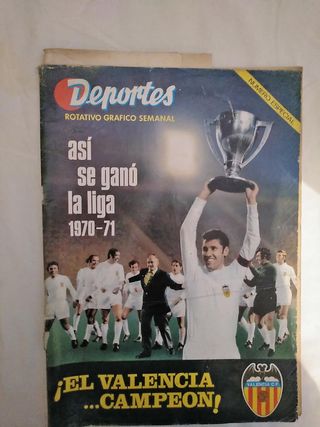 Deportes
ROTATIVO GRAFICO SEMANAL
NUMERO ESPECIAL
así
se ganó
la liga
1970-71
¡EL VALENCIA
...CAMPEON!
VALENCIA C.F.